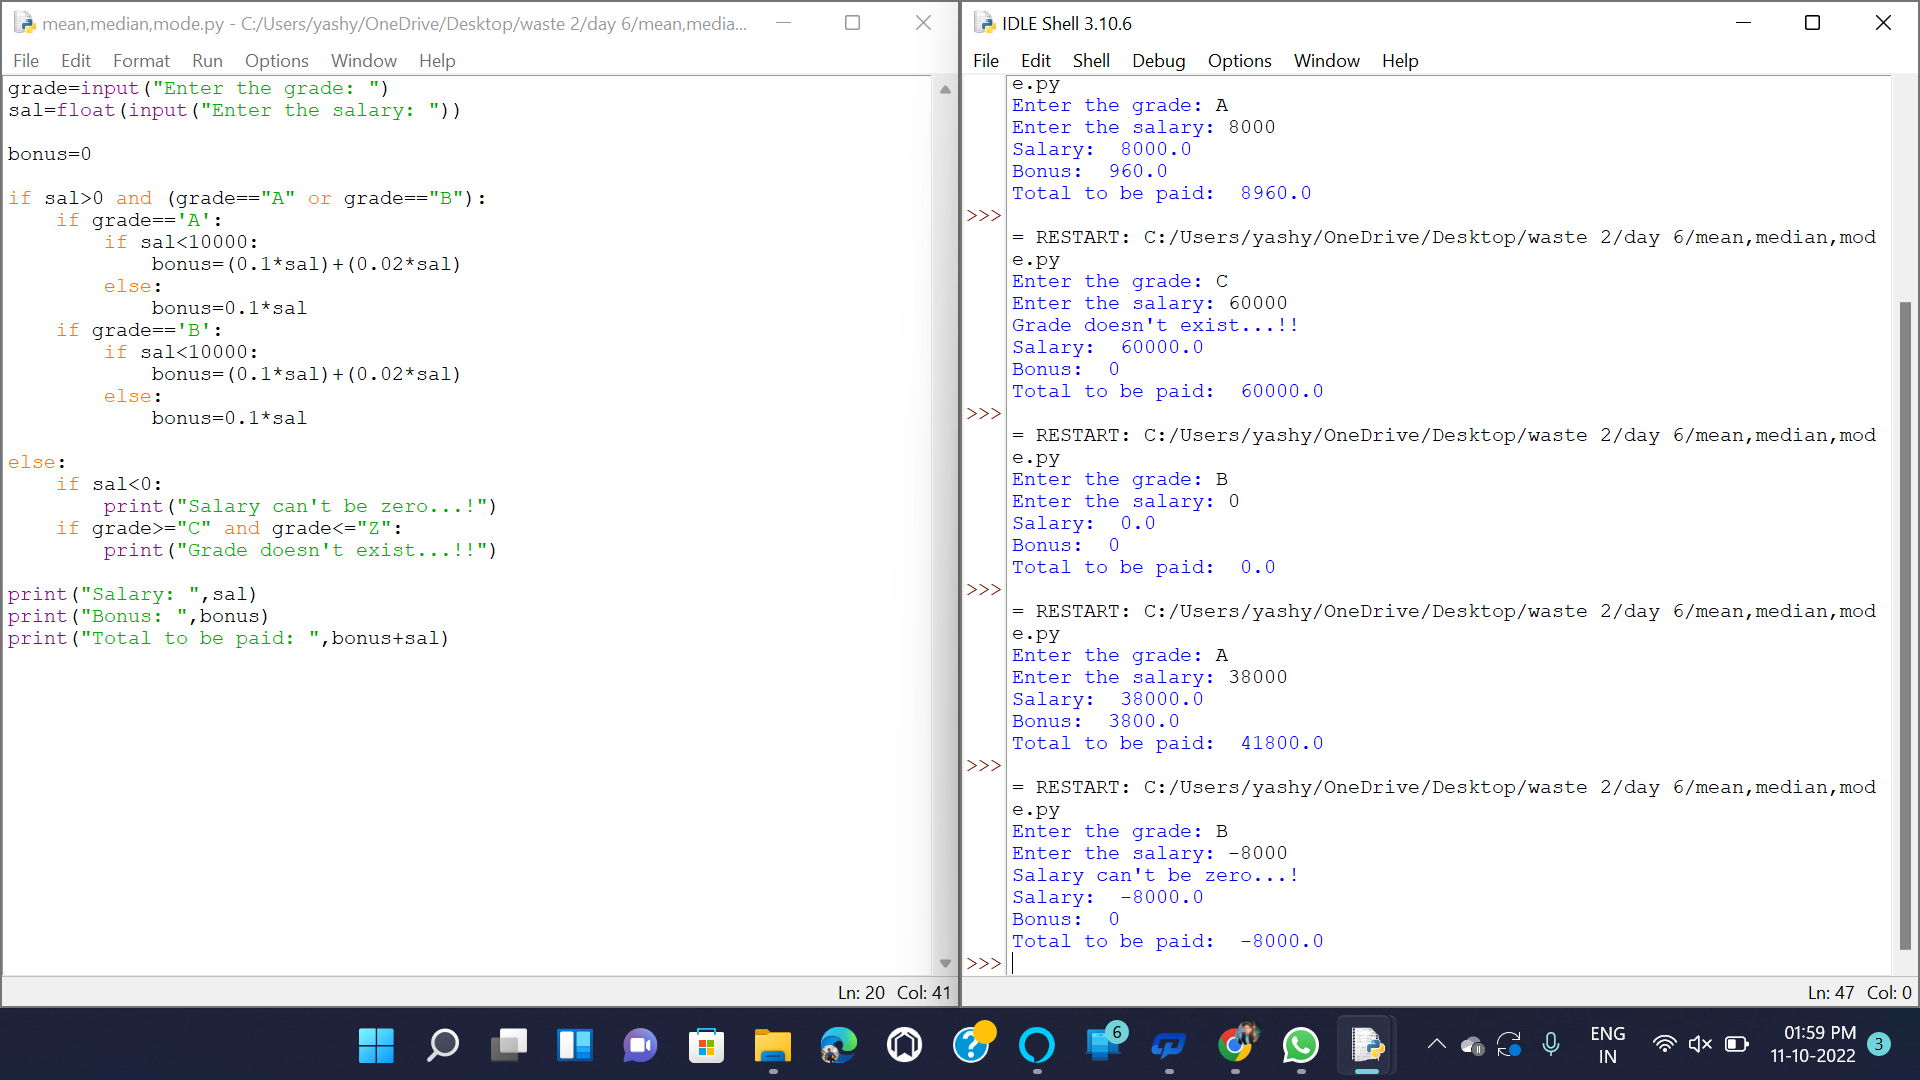 mean,median,mode.py - C:/Users/yashy/OneDrive/Desktop/waste 2/day 6/mean,media...
File Edit Format Run Options Window Help
grade=input("Enter the grade: ")
sal=float(input("Enter the salary: "))
bonus=0
if sal>0 and (grade=="A" or grade=="B"):
    if grade=='A':
        if sal<10000:
            bonus=(0.1*sal)+(0.02*sal)
        else:
            bonus=0.1*sal
    if grade=='B':
        if sal<10000:
            bonus=(0.1*sal)+(0.02*sal)
        else:
            bonus=0.1*sal
else:
    if sal<0:
        print("Salary can't be zero...!")
    if grade>="C" and grade<="Z":
        print("Grade doesn't exist...!!")
print("Salary: ",sal)
print("Bonus: ",bonus)
print("Total to be paid: ",bonus+sal)
Ln: 20 Col: 41
IDLE Shell 3.10.6
File Edit Shell Debug Options Window Help
e.py
Enter the grade: A
Enter the salary: 8000
Salary:  8000.0
Bonus:  960.0
Total to be paid:  8960.0
>>>
= RESTART: C:/Users/yashy/OneDrive/Desktop/waste 2/day 6/mean,median,mod
e.py
Enter the grade: C
Enter the salary: 60000
Grade doesn't exist...!!
Salary:  60000.0
Bonus:  0
Total to be paid:  60000.0
>>>
= RESTART: C:/Users/yashy/OneDrive/Desktop/waste 2/day 6/mean,median,mod
e.py
Enter the grade: B
Enter the salary: 0
Salary:  0.0
Bonus:  0
Total to be paid:  0.0
>>>
= RESTART: C:/Users/yashy/OneDrive/Desktop/waste 2/day 6/mean,median,mod
e.py
Enter the grade: A
Enter the salary: 38000
Salary:  38000.0
Bonus:  3800.0
Total to be paid:  41800.0
>>>
= RESTART: C:/Users/yashy/OneDrive/Desktop/waste 2/day 6/mean,median,mod
e.py
Enter the grade: B
Enter the salary: -8000
Salary can't be zero...!
Salary:  -8000.0
Bonus:  0
Total to be paid:  -8000.0
>>>
Ln: 47 Col: 0
6
ENG
IN
01:59 PM
11-10-2022
3